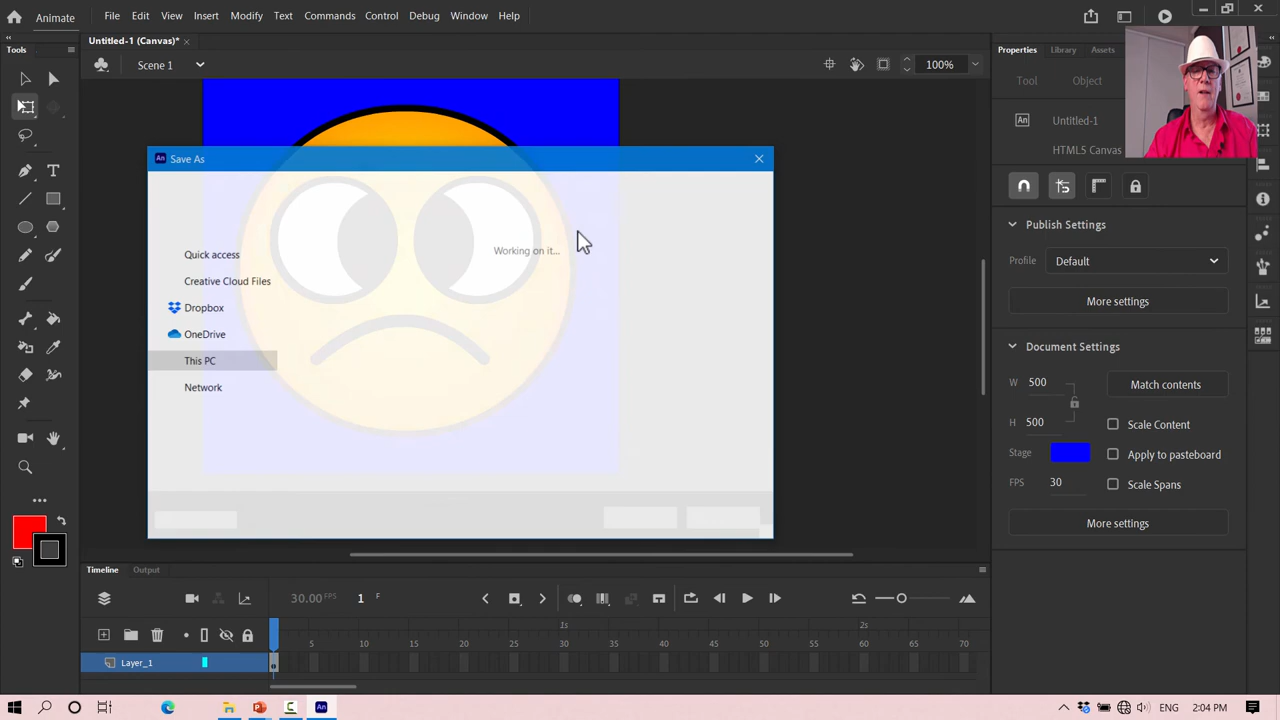 Animate File Edit View Insert Modify Text Commands Control Debug Window Help
Untitled-1 (Canvas)*
Tools
Properties Library Assets
Scene 1
100%
Tool Object
An Untitled-1
HTML5 Canvas
An Save As
Working on it...
Quick access
Creative Cloud Files
Dropbox
OneDrive
This PC
Network
Publish Settings
Profile Default
More settings
Document Settings
W 500
Match contents
H 500
Scale Content
Stage
Apply to pasteboard
FPS 30
Scale Spans
More settings
Timeline Output
30.00 FPS 1 F
1s 2s
5 10 15 20 25 30 35 40 45 50 55 60 65 70
Layer_1
An
ENG 2:04 PM